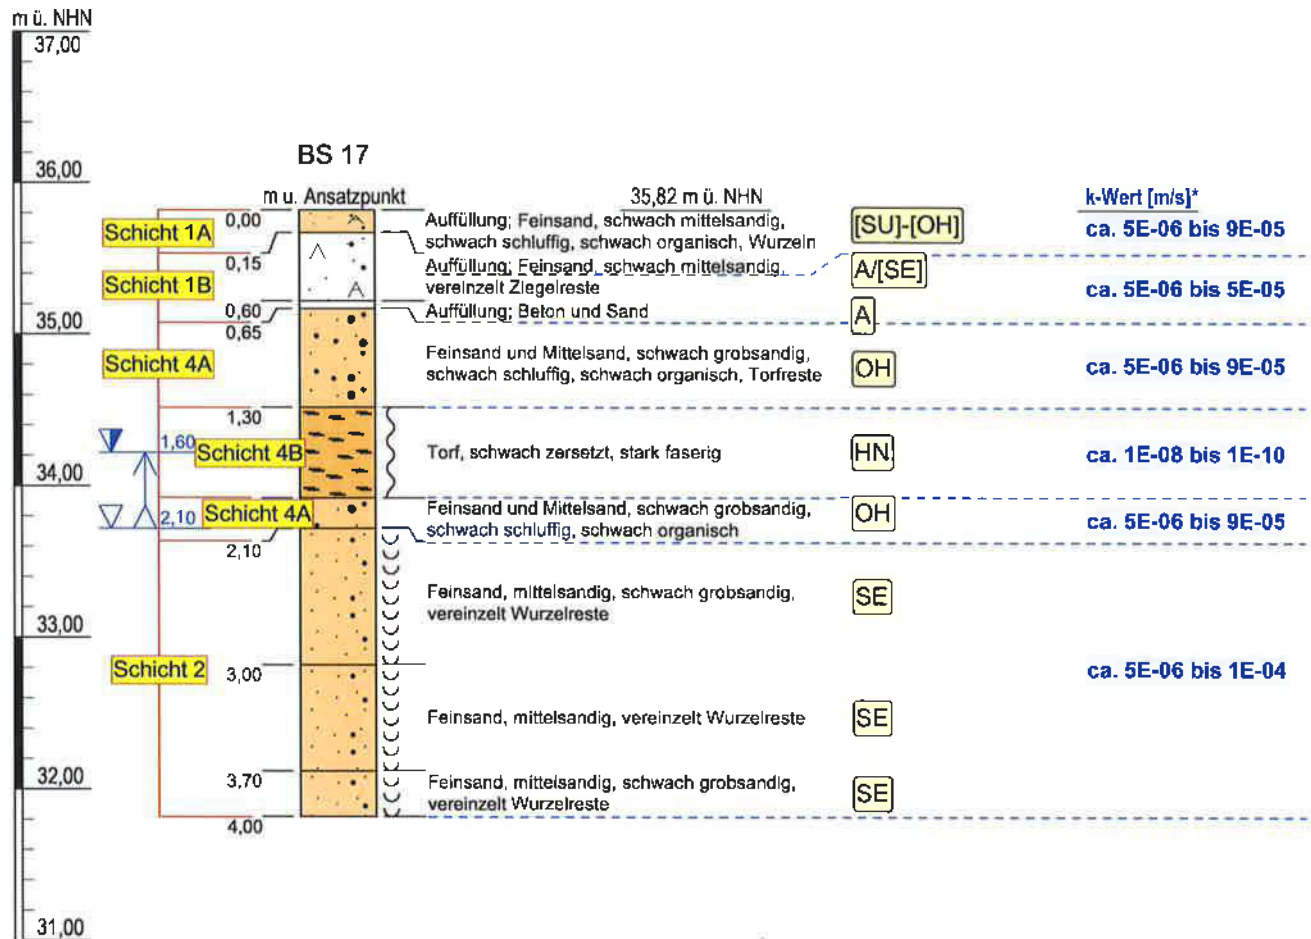 m ü. NHN
37,00
36,00
35,00
34,00
33,00
32,00
31,00
BS 17
m u. Ansatzpunkt
35,82 m ü. NHN
k-Wert [m/s]*
0,00
Schicht 1A
Auffüllung; Feinsand, schwach mittelsandig,
schwach schluffig, schwach organisch, Wurzeln
[SU]-[OH]
ca. 5E-06 bis 9E-05
0,15
Schicht 1B
Auffüllung; Feinsand, schwach mittelsandig,
vereinzelt Ziegelreste
A/[SE]
ca. 5E-06 bis 5E-05
0,60
Auffüllung; Beton und Sand
A
0,65
Schicht 4A
Feinsand und Mittelsand, schwach grobsandig,
schwach schluffig, schwach organisch, Torfreste
OH
ca. 5E-06 bis 9E-05
1,30
1,60
Schicht 4B
Torf, schwach zersetzt, stark faserig
HN
ca. 1E-08 bis 1E-10
2,10
Schicht 4A
Feinsand und Mittelsand, schwach grobsandig,
schwach schluffig, schwach organisch
OH
ca. 5E-06 bis 9E-05
2,10
Feinsand, mittelsandig, schwach grobsandig,
vereinzelt Wurzelreste
SE
Schicht 2
3,00
ca. 5E-06 bis 1E-04
Feinsand, mittelsandig, vereinzelt Wurzelreste
SE
3,70
Feinsand, mittelsandig, schwach grobsandig,
vereinzelt Wurzelreste
SE
4,00